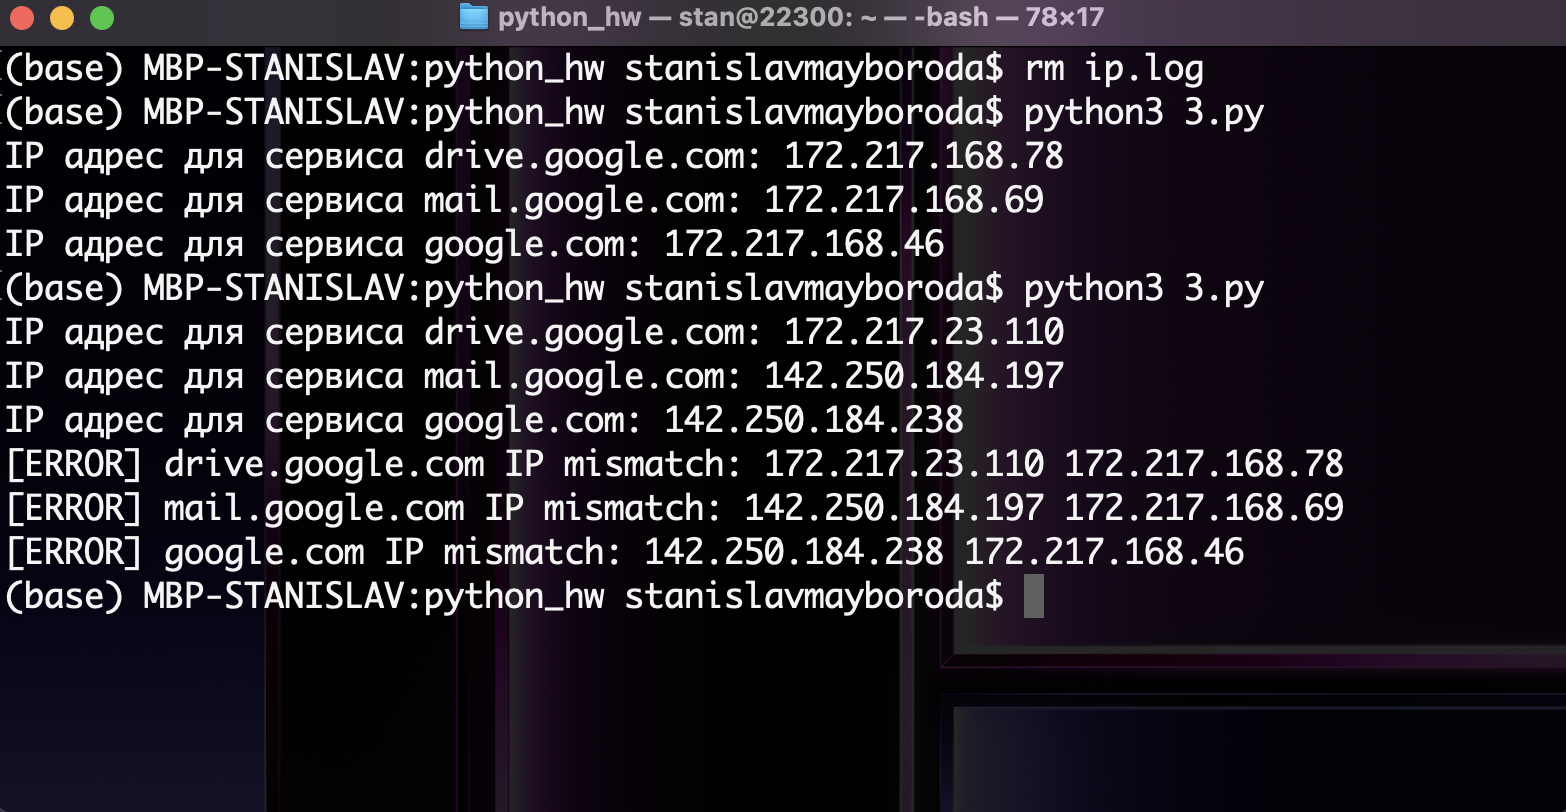 python_hw — stan@22300: ~ — -bash — 78×17
(base) MBP-STANISLAV:python_hw stanislavmayboroda$ rm ip.log
(base) MBP-STANISLAV:python_hw stanislavmayboroda$ python3 3.py
IP адрес для сервиса drive.google.com: 172.217.168.78
IP адрес для сервиса mail.google.com: 172.217.168.69
IP адрес для сервиса google.com: 172.217.168.46
(base) MBP-STANISLAV:python_hw stanislavmayboroda$ python3 3.py
IP адрес для сервиса drive.google.com: 172.217.23.110
IP адрес для сервиса mail.google.com: 142.250.184.197
IP адрес для сервиса google.com: 142.250.184.238
[ERROR] drive.google.com IP mismatch: 172.217.23.110 172.217.168.78
[ERROR] mail.google.com IP mismatch: 142.250.184.197 172.217.168.69
[ERROR] google.com IP mismatch: 142.250.184.238 172.217.168.46
(base) MBP-STANISLAV:python_hw stanislavmayboroda$